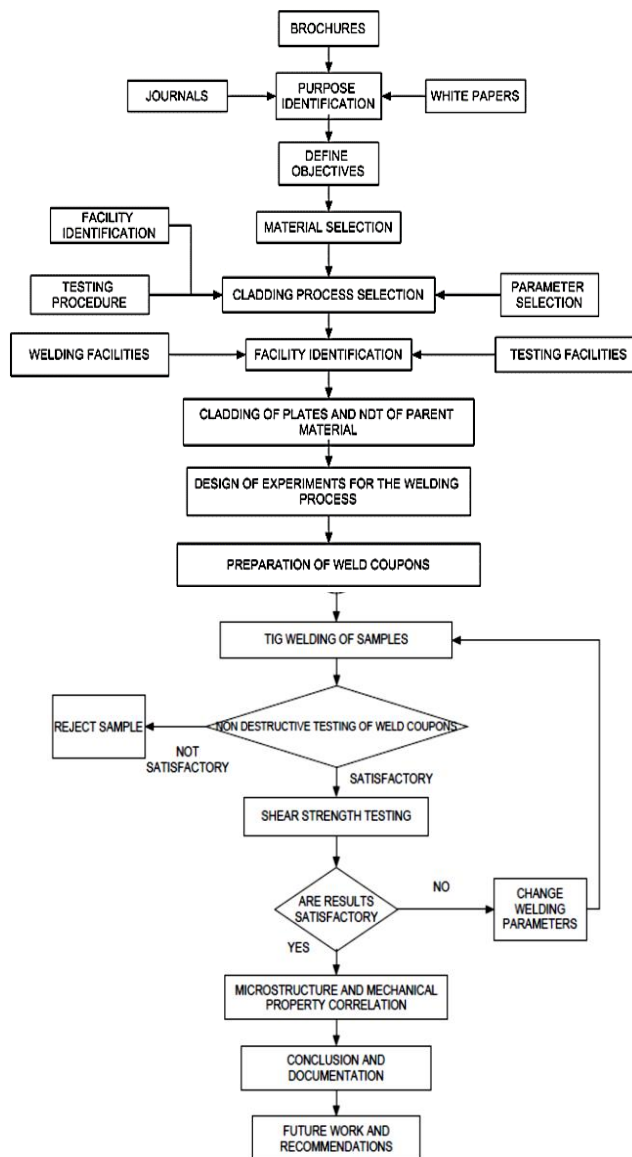 BROCHURES
JOURNALS
PURPOSE
IDENTIFICATION
WHITE PAPERS
DEFINE
OBJECTIVES
FACILITY
IDENTIFICATION
MATERIAL SELECTION
TESTING
PROCEDURE
CLADDING PROCESS SELECTION
PARAMETER
SELECTION
WELDING FACILITIES
FACILITY IDENTIFICATION
TESTING FACILITIES
CLADDING OF PLATES AND NDT OF PARENT
MATERIAL
DESIGN OF EXPERIMENTS FOR THE WELDING
PROCESS
PREPARATION OF WELD COUPONS
TIG WELDING OF SAMPLES
REJECT SAMPLE
NON DESTRUCTIVE TESTING OF WELD COUPONS
NOT
SATISFACTORY
SATISFACTORY
SHEAR STRENGTH TESTING
ARE RESULTS
SATISFACTORY
NO
CHANGE
WELDING
PARAMETERS
YES
MICROSTRUCTURE AND MECHANICAL
PROPERTY CORRELATION
CONCLUSION AND
DOCUMENTATION
FUTURE WORK AND
RECOMMENDATIONS